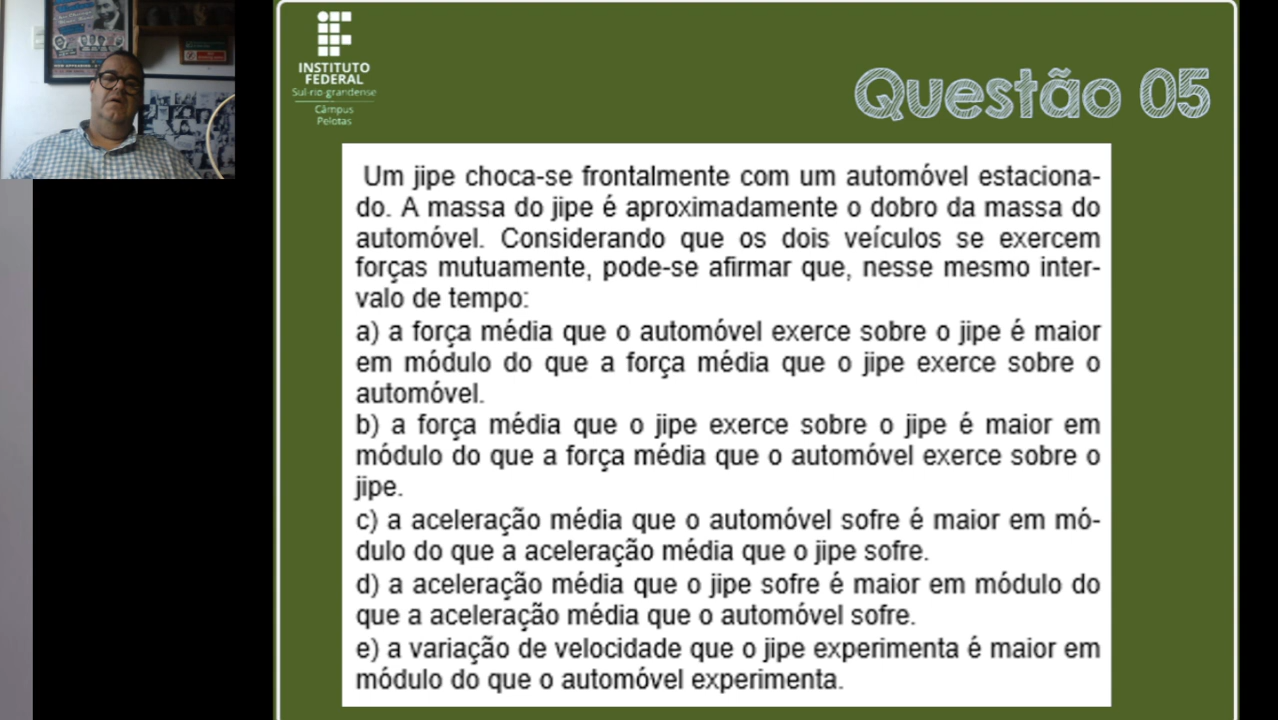 INSTITUTO
FEDERAL
Sul-rio-grandense
Câmpus
Pelotas
Questão 05
Um jipe choca-se frontalmente com um automóvel estaciona-
do. A massa do jipe é aproximadamente o dobro da massa do
automóvel. Considerando que os dois veículos se exercem
forças mutuamente, pode-se afirmar que, nesse mesmo inter-
valo de tempo:
a) a força média que o automóvel exerce sobre o jipe é maior
em módulo do que a força média que o jipe exerce sobre o
automóvel.
b) a força média que o jipe exerce sobre o jipe é maior em
módulo do que a força média que o automóvel exerce sobre o
jipe.
c) a aceleração média que o automóvel sofre é maior em mó-
dulo do que a aceleração média que o jipe sofre.
d) a aceleração média que o jipe sofre é maior em módulo do
que a aceleração média que o automóvel sofre.
e) a variação de velocidade que o jipe experimenta é maior em
módulo do que o automóvel experimenta.